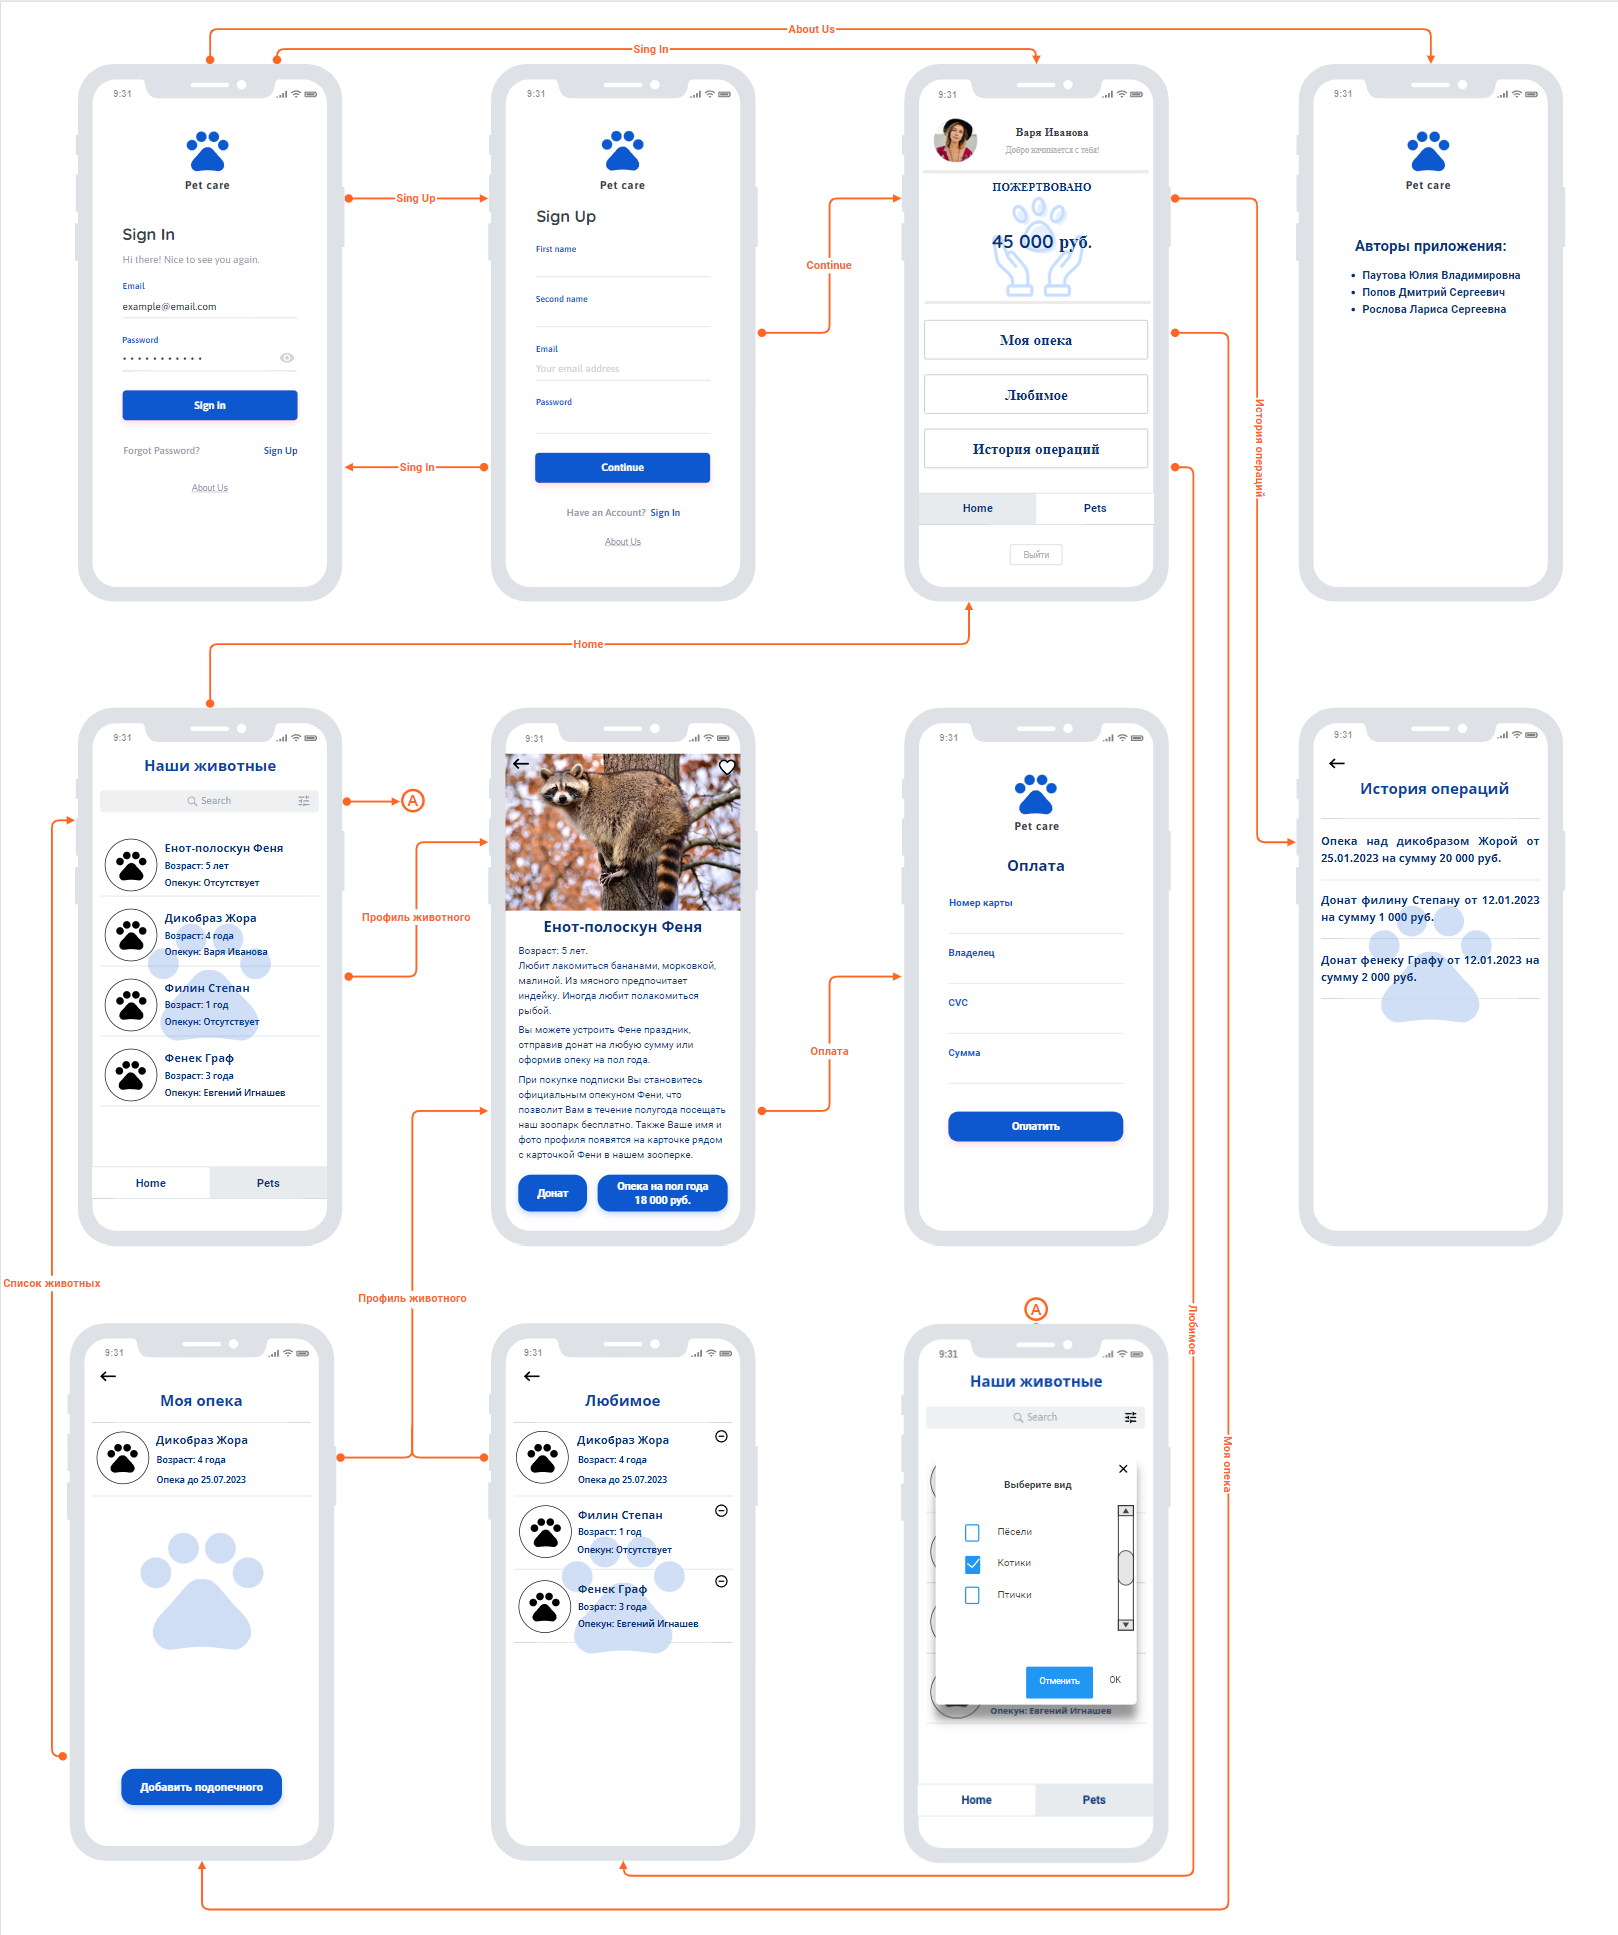 About Us
Sing In
9:31
Pet care
Sign In
Hi there! Nice to see you again.
Email
example@email.com
Password
Sign in
Forgot Password?
Sign Up
About Us
Sing Up
Sing In
9:31
Pet care
Sign Up
First name
Second name
Email
Your email address
Password
Continue
Have an Account? Sign In
About Us
Continue
9:31
Варя Иванова
Добро начинается с тебя!
ПОЖЕРТВОВАНО
45 000 руб.
Моя опека
Любимое
История операций
Home
Pets
Выйти
История операций
9:31
Pet care
Авторы приложения:
• Паутова Юлия Владимировна
• Попов Дмитрий Сергеевич
• Рослова Лариса Сергеевна
Home
9:31
Наши животные
Search
Енот-полоскун Феня
Возраст: 5 лет
Опекун: Отсутствует
Дикобраз Жора
Возраст: 4 года
Опекун: Варя Иванова
Филин Степан
Возраст: 1 год
Опекун: Отсутствует
Фенек Граф
Возраст: 3 года
Опекун: Евгений Игнашев
Home
Pets
A
Профиль животного
9:31
Енот-полоскун Феня
Возраст: 5 лет.
Любит лакомиться бананами, морковкой,
малиной. Из мясного предпочитает
индейку. Иногда любит полакомиться
рыбой.
Вы можете устроить Фене праздник,
отправив донат на любую сумму или
оформив опеку на пол года.
При покупке подписки Вы становитесь
официальным опекуном Фени, что
позволит Вам в течение полугода посещать
наш зоопарк бесплатно. Также Ваше имя и
фото профиля появятся на карточке рядом
с карточкой Фени в нашем зооперке.
Донат
Опека на пол года
18 000 руб.
Оплата
9:31
Pet care
Оплата
Номер карты
Владелец
CVC
Сумма
Оплатить
9:31
История операций
Опека над дикобразом Жорой от
25.01.2023 на сумму 20 000 руб.
Донат филину Степану от 12.01.2023
на сумму 1 000 руб.
Донат фенеку Графу от 12.01.2023 на
сумму 2 000 руб.
Список животных
Профиль животного
9:31
Моя опека
Дикобраз Жора
Возраст: 4 года
Опека до 25.07.2023
Добавить подопечного
9:31
Любимое
Дикобраз Жора
Возраст: 4 года
Опека до 25.07.2023
Филин Степан
Возраст: 1 год
Опекун: Отсутствует
Фенек Граф
Возраст: 3 года
Опекун: Евгений Игнашев
A
9:31
Наши животные
Search
Выберите вид
Пёсели
Котики
Птички
Отменить
OK
Опекун: Евгений Игнашев
Home
Pets
Любимое
Моя опека